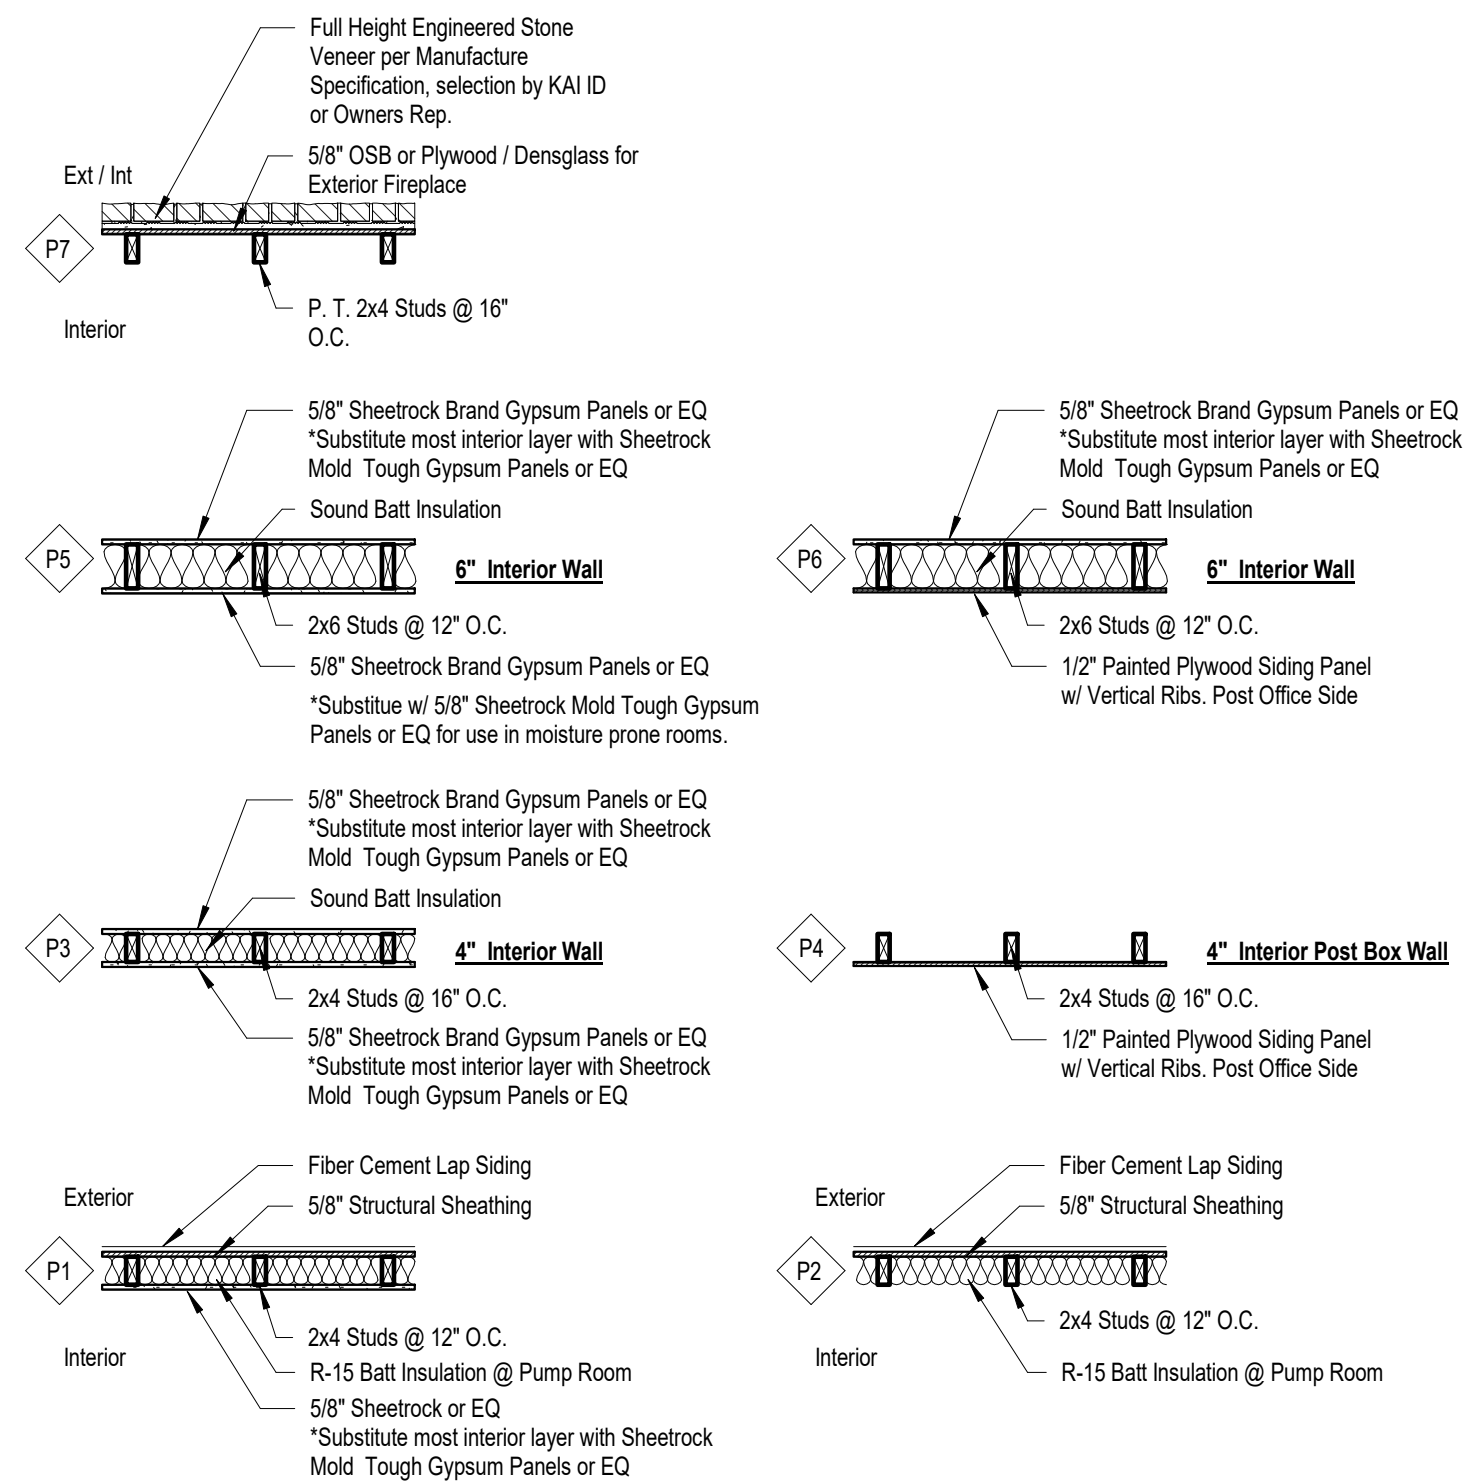 Full Height Engineered Stone
Veneer per Manufacture
Specification, selection by KAI ID
or Owners Rep.
5/8" OSB or Plywood / Densglass for
Exterior Fireplace
Ext / Int
P7
P. T. 2x4 Studs @ 16"
O.C.
Interior
5/8" Sheetrock Brand Gypsum Panels or EQ
*Substitute most interior layer with Sheetrock
Mold Tough Gypsum Panels or EQ
Sound Batt Insulation
P5
6" Interior Wall
2x6 Studs @ 12" O.C.
5/8" Sheetrock Brand Gypsum Panels or EQ
*Substitue w/ 5/8" Sheetrock Mold Tough Gypsum
Panels or EQ for use in moisture prone rooms.
5/8" Sheetrock Brand Gypsum Panels or EQ
*Substitute most interior layer with Sheetrock
Mold Tough Gypsum Panels or EQ
Sound Batt Insulation
P6
6" Interior Wall
2x6 Studs @ 12" O.C.
1/2" Painted Plywood Siding Panel
w/ Vertical Ribs. Post Office Side
5/8" Sheetrock Brand Gypsum Panels or EQ
*Substitute most interior layer with Sheetrock
Mold Tough Gypsum Panels or EQ
Sound Batt Insulation
P3
4" Interior Wall
2x4 Studs @ 16" O.C.
5/8" Sheetrock Brand Gypsum Panels or EQ
*Substitute most interior layer with Sheetrock
Mold Tough Gypsum Panels or EQ
P4
4" Interior Post Box Wall
2x4 Studs @ 16" O.C.
1/2" Painted Plywood Siding Panel
w/ Vertical Ribs. Post Office Side
Fiber Cement Lap Siding
Exterior
5/8" Structural Sheathing
P1
2x4 Studs @ 12" O.C.
Interior
R-15 Batt Insulation @ Pump Room
5/8" Sheetrock or EQ
*Substitute most interior layer with Sheetrock
Mold Tough Gypsum Panels or EQ
Fiber Cement Lap Siding
Exterior
5/8" Structural Sheathing
P2
2x4 Studs @ 12" O.C.
Interior
R-15 Batt Insulation @ Pump Room